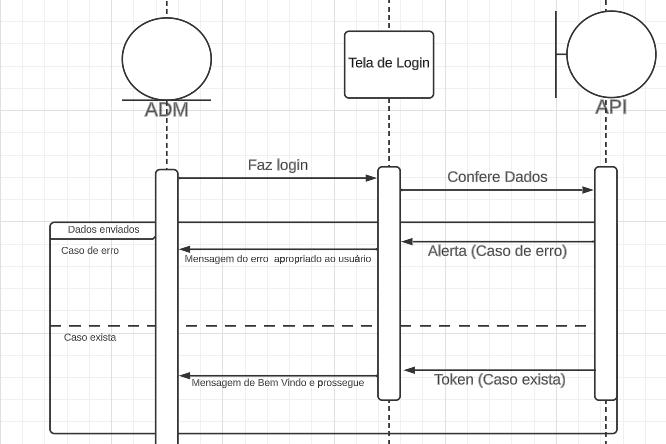 Tela de Login
ADM
API
Faz login
Confere Dados
Dados enviados
Caso de erro
Alerta (Caso de erro)
Mensagem do erro apropriado ao usuário
Caso exista
Token (Caso exista)
Mensagem de Bem Vindo e prossegue